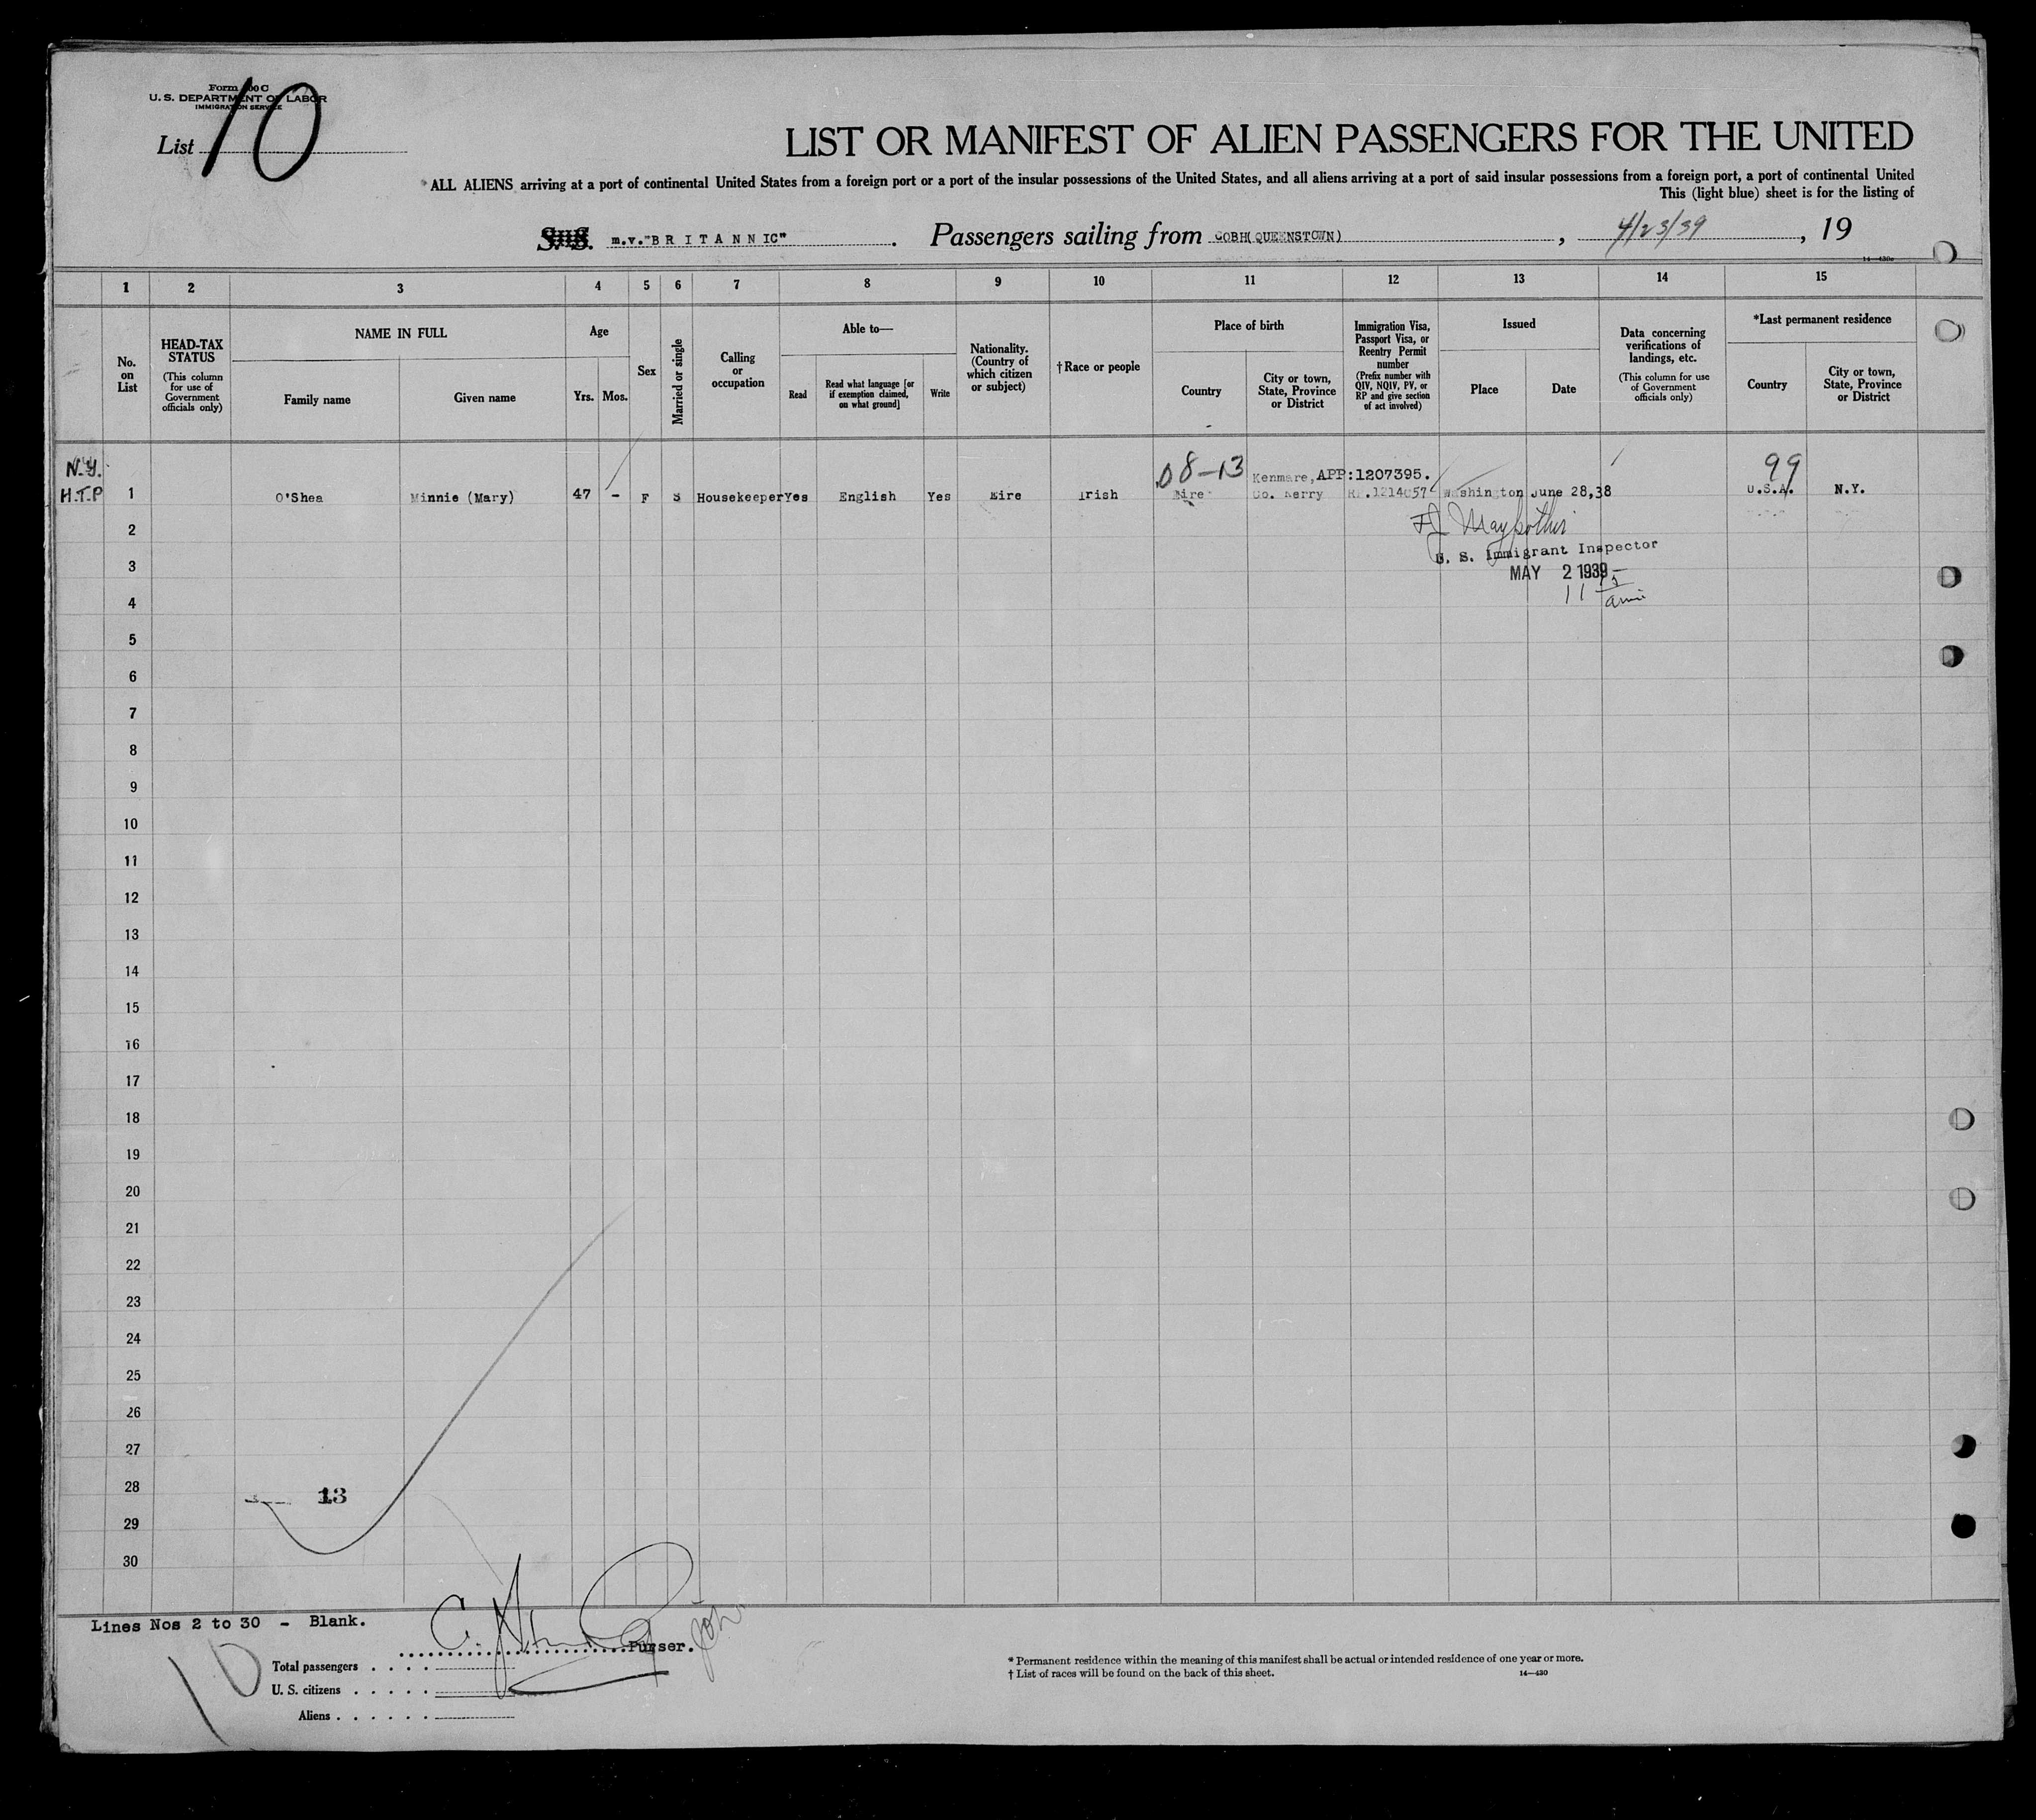 Form 500 C
U. S. DEPARTMENT OF LABOR
IMMIGRATION SERVICE
List 10
LIST OR MANIFEST OF ALIEN PASSENGERS FOR THE UNITED
ALL ALIENS arriving at a port of continental United States from a foreign port or a port of the insular possessions of the United States, and all aliens arriving at a port of said insular possessions from a foreign port, a port of continental United
This (light blue) sheet is for the listing of
S. S. m.v."BRITANNIC". Passengers sailing from COBH(QUEENSTOWN), 4/23/39, 19
14—430a
1 2 3 4 5 6 7 8 9 10 11 12 13 14 15
No. on List
HEAD-TAX STATUS (This column for use of Government officials only)
NAME IN FULL
Family name
Given name
Age
Yrs. Mos.
Sex
Married or single
Calling or occupation
Able to—
Read
Read what language [or if exemption claimed, on what ground]
Write
Nationality. (Country of which citizen or subject)
†Race or people
Place of birth
Country
City or town, State, Province or District
Immigration Visa, Passport Visa, or Reentry Permit number (Prefix number with QIV, NQIV, PV, or RP and give section of act involved)
Issued
Place
Date
Data concerning verifications of landings, etc. (This column for use of Government officials only)
*Last permanent residence
Country
City or town, State, Province or District
N.Y. 08-13 Kenmare, APP:1207395. 99
H.T.P 1 O'Shea Minnie (Mary) 47 - F S Housekeeper Yes English Yes Eire Irish Eire Co. Kerry RP.1214057 Washington June 28,38 U.S.A. N.Y.
2
U. S. Immigrant Inspector
3
MAY 2 1939
4
11 15 am
5
6
7
8
9
10
11
12
13
14
15
16
17
18
19
20
21
22
23
24
25
26
27
28 13
29
30
Lines Nos 2 to 30 - Blank.
Purser.
10
Total passengers
U. S. citizens
Aliens
* Permanent residence within the meaning of this manifest shall be actual or intended residence of one year or more.
† List of races will be found on the back of this sheet.
14—430